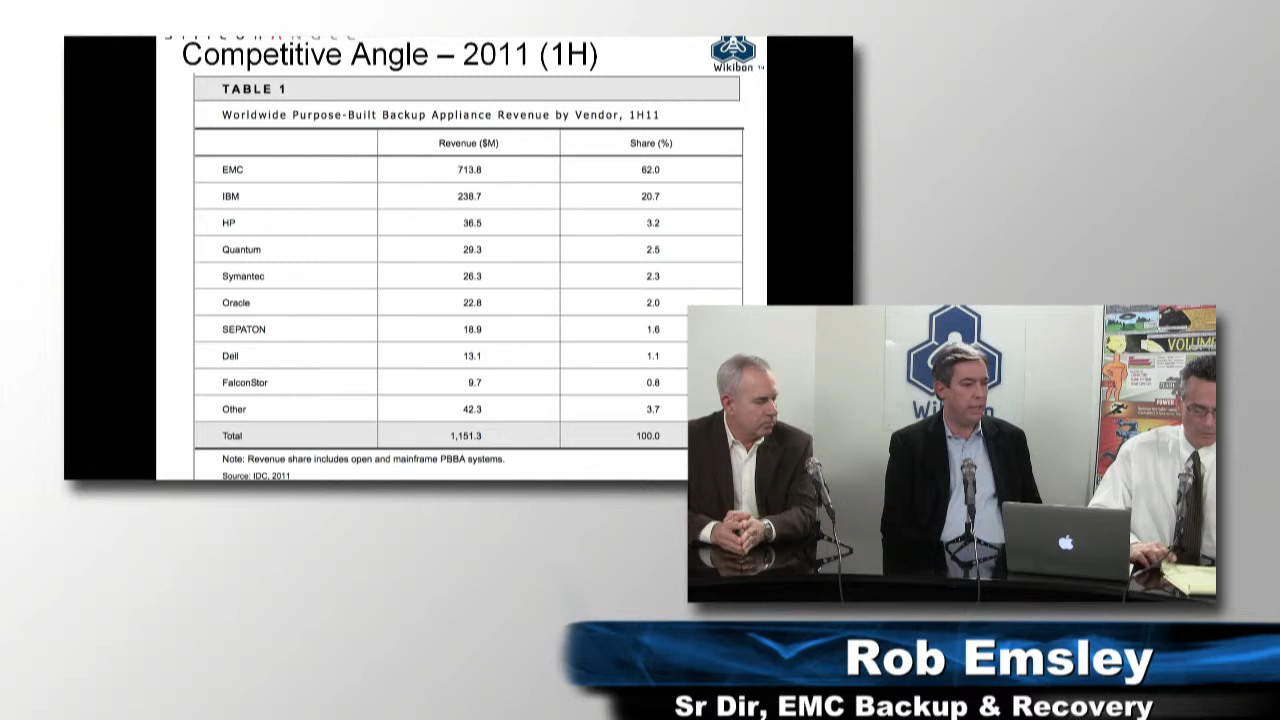 Competitive Angle – 2011 (1H)
Wikibon ™
TABLE 1
Worldwide Purpose-Built Backup Appliance Revenue by Vendor, 1H11
Revenue ($M) Share (%)
EMC 713.8 62.0
IBM 238.7 20.7
HP 36.5 3.2
Quantum 29.3 2.5
Symantec 26.3 2.3
Oracle 22.8 2.0
SEPATON 18.9 1.6
Dell 13.1 1.1
FalconStor 9.7 0.8
Other 42.3 3.7
Total 1,151.3 100.0
Note: Revenue share includes open and mainframe PBBA systems.
Source: IDC, 2011
VOLUME
POWER
Rob Emsley
Sr Dir, EMC Backup & Recovery